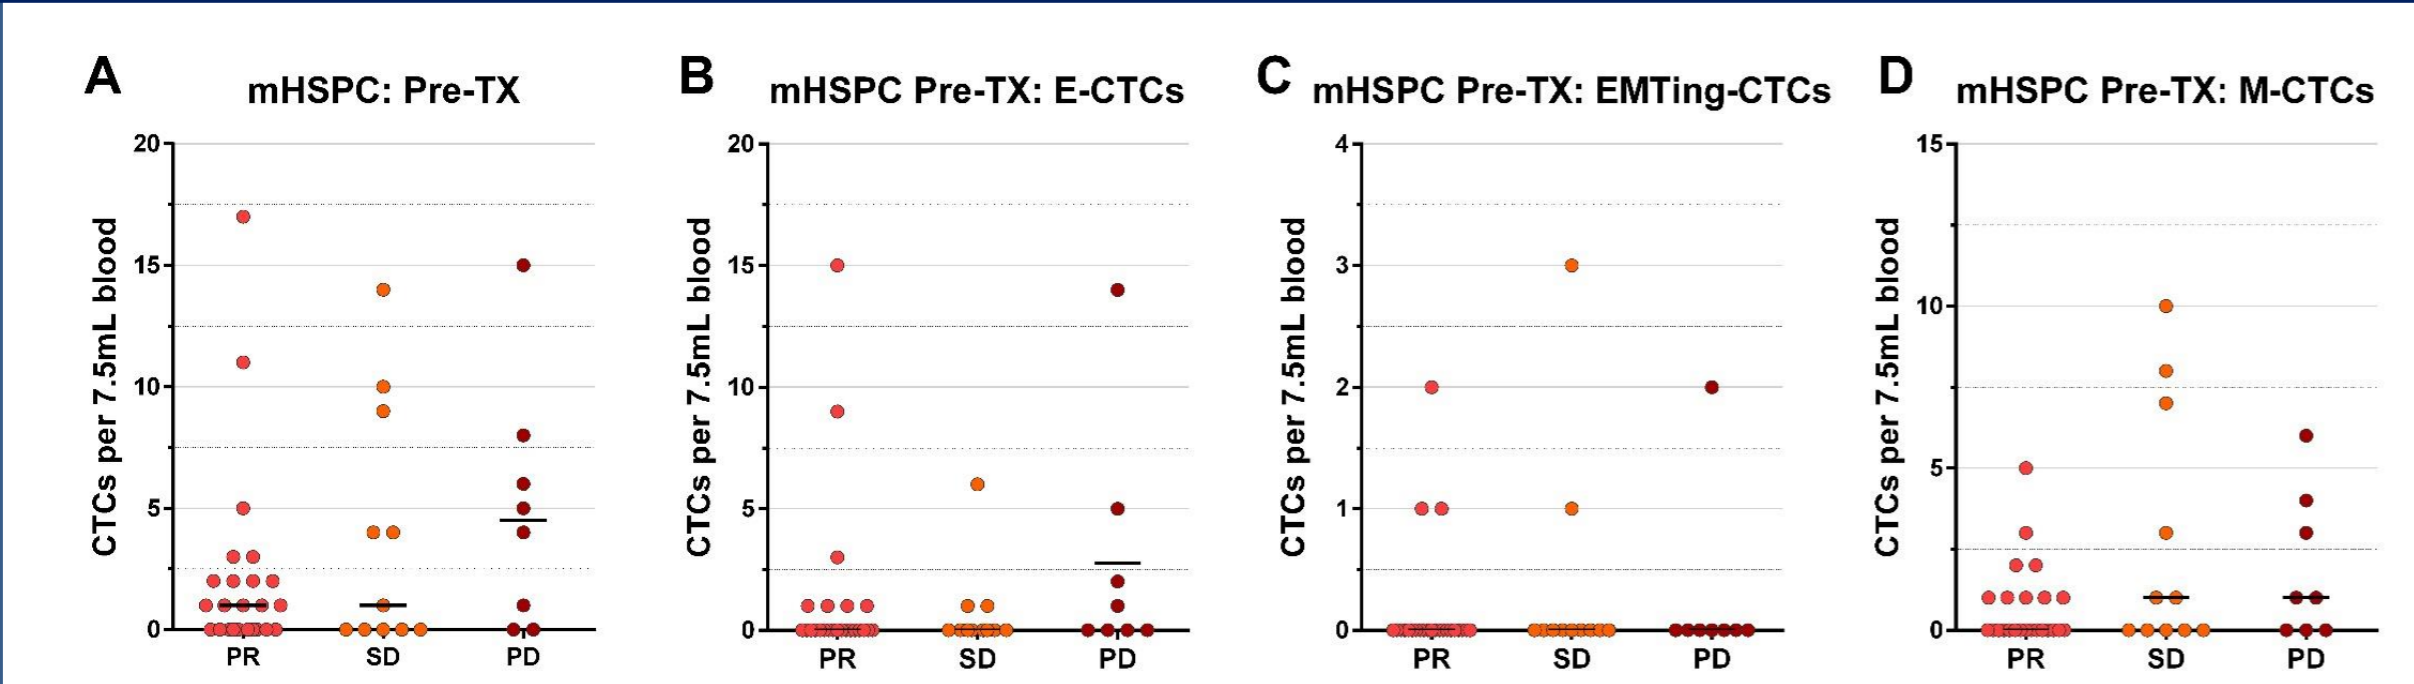 A
mHSPC: Pre-TX
CTCs per 7.5mL blood
20
15
10
5
0
PR
SD
PD
B
mHSPC Pre-TX: E-CTCs
CTCs per 7.5mL blood
20
15
10
5
0
PR
SD
PD
C
mHSPC Pre-TX: EMTing-CTCs
CTCs per 7.5mL blood
4
3
2
1
0
PR
SD
PD
D
mHSPC Pre-TX: M-CTCs
CTCs per 7.5mL blood
15
10
5
0
PR
SD
PD